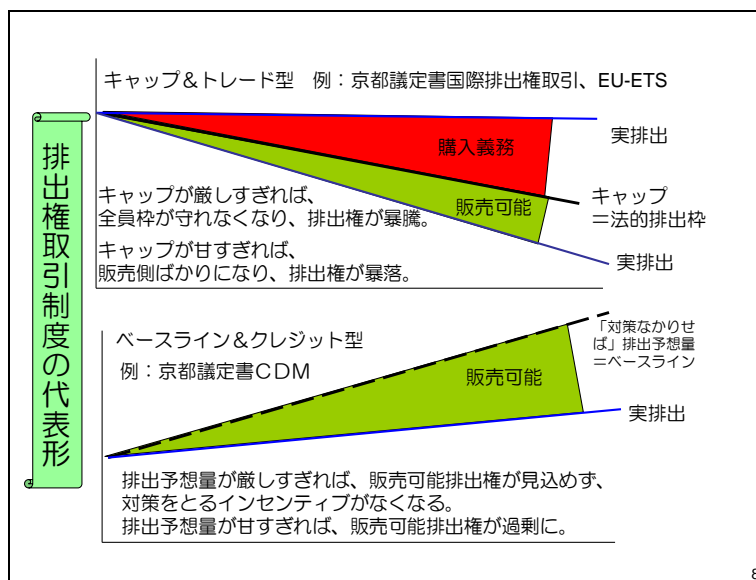 排出権取引制度の代表形
キャップ＆トレード型　例：京都議定書国際排出権取引、EU-ETS
購入義務
実排出
販売可能
キャップ
＝法的排出枠
実排出
キャップが厳しすぎれば、
全員枠が守れなくなり、排出権が暴騰。
キャップが甘すぎれば、
販売側ばかりになり、排出権が暴落。
ベースライン＆クレジット型
例：京都議定書CDM
「対策なかりせ
ば」排出予想量
＝ベースライン
販売可能
実排出
排出予想量が厳しすぎれば、販売可能排出権が見込めず、
対策をとるインセンティブがなくなる。
排出予想量が甘すぎれば、販売可能排出権が過剰に。